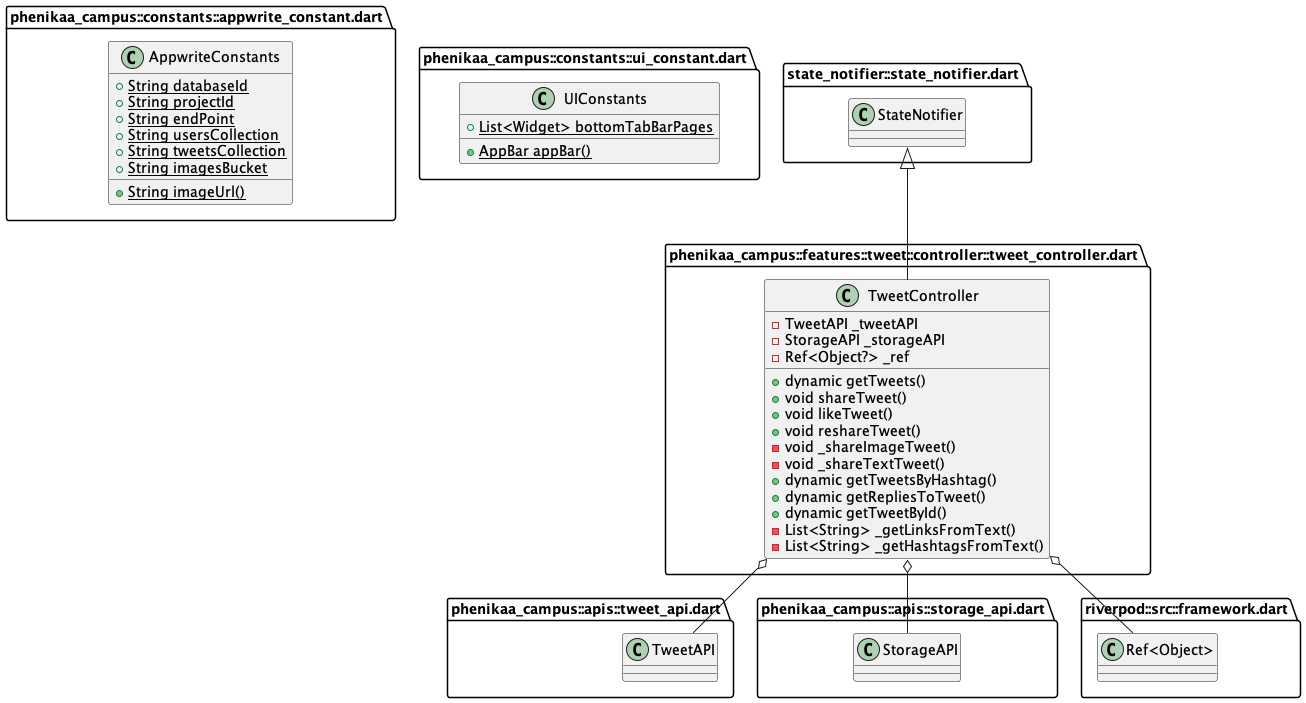 phenikaa_campus::constants::appwrite_constant.dart
C AppwriteConstants
String databaseId
String projectId
String endPoint
String usersCollection
String tweetsCollection
String imagesBucket
String imageUrl()
phenikaa_campus::constants::ui_constant.dart
C UIConstants
List<Widget> bottomTabBarPages
AppBar appBar()
state_notifier::state_notifier.dart
C StateNotifier
phenikaa_campus::features::tweet::controller::tweet_controller.dart
C TweetController
TweetAPI _tweetAPI
StorageAPI _storageAPI
Ref<Object?> _ref
dynamic getTweets()
void shareTweet()
void likeTweet()
void reshareTweet()
void _shareImageTweet()
void _shareTextTweet()
dynamic getTweetsByHashtag()
dynamic getRepliesToTweet()
dynamic getTweetById()
List<String> _getLinksFromText()
List<String> _getHashtagsFromText()
phenikaa_campus::apis::tweet_api.dart
C TweetAPI
phenikaa_campus::apis::storage_api.dart
C StorageAPI
riverpod::src::framework.dart
C Ref<Object>